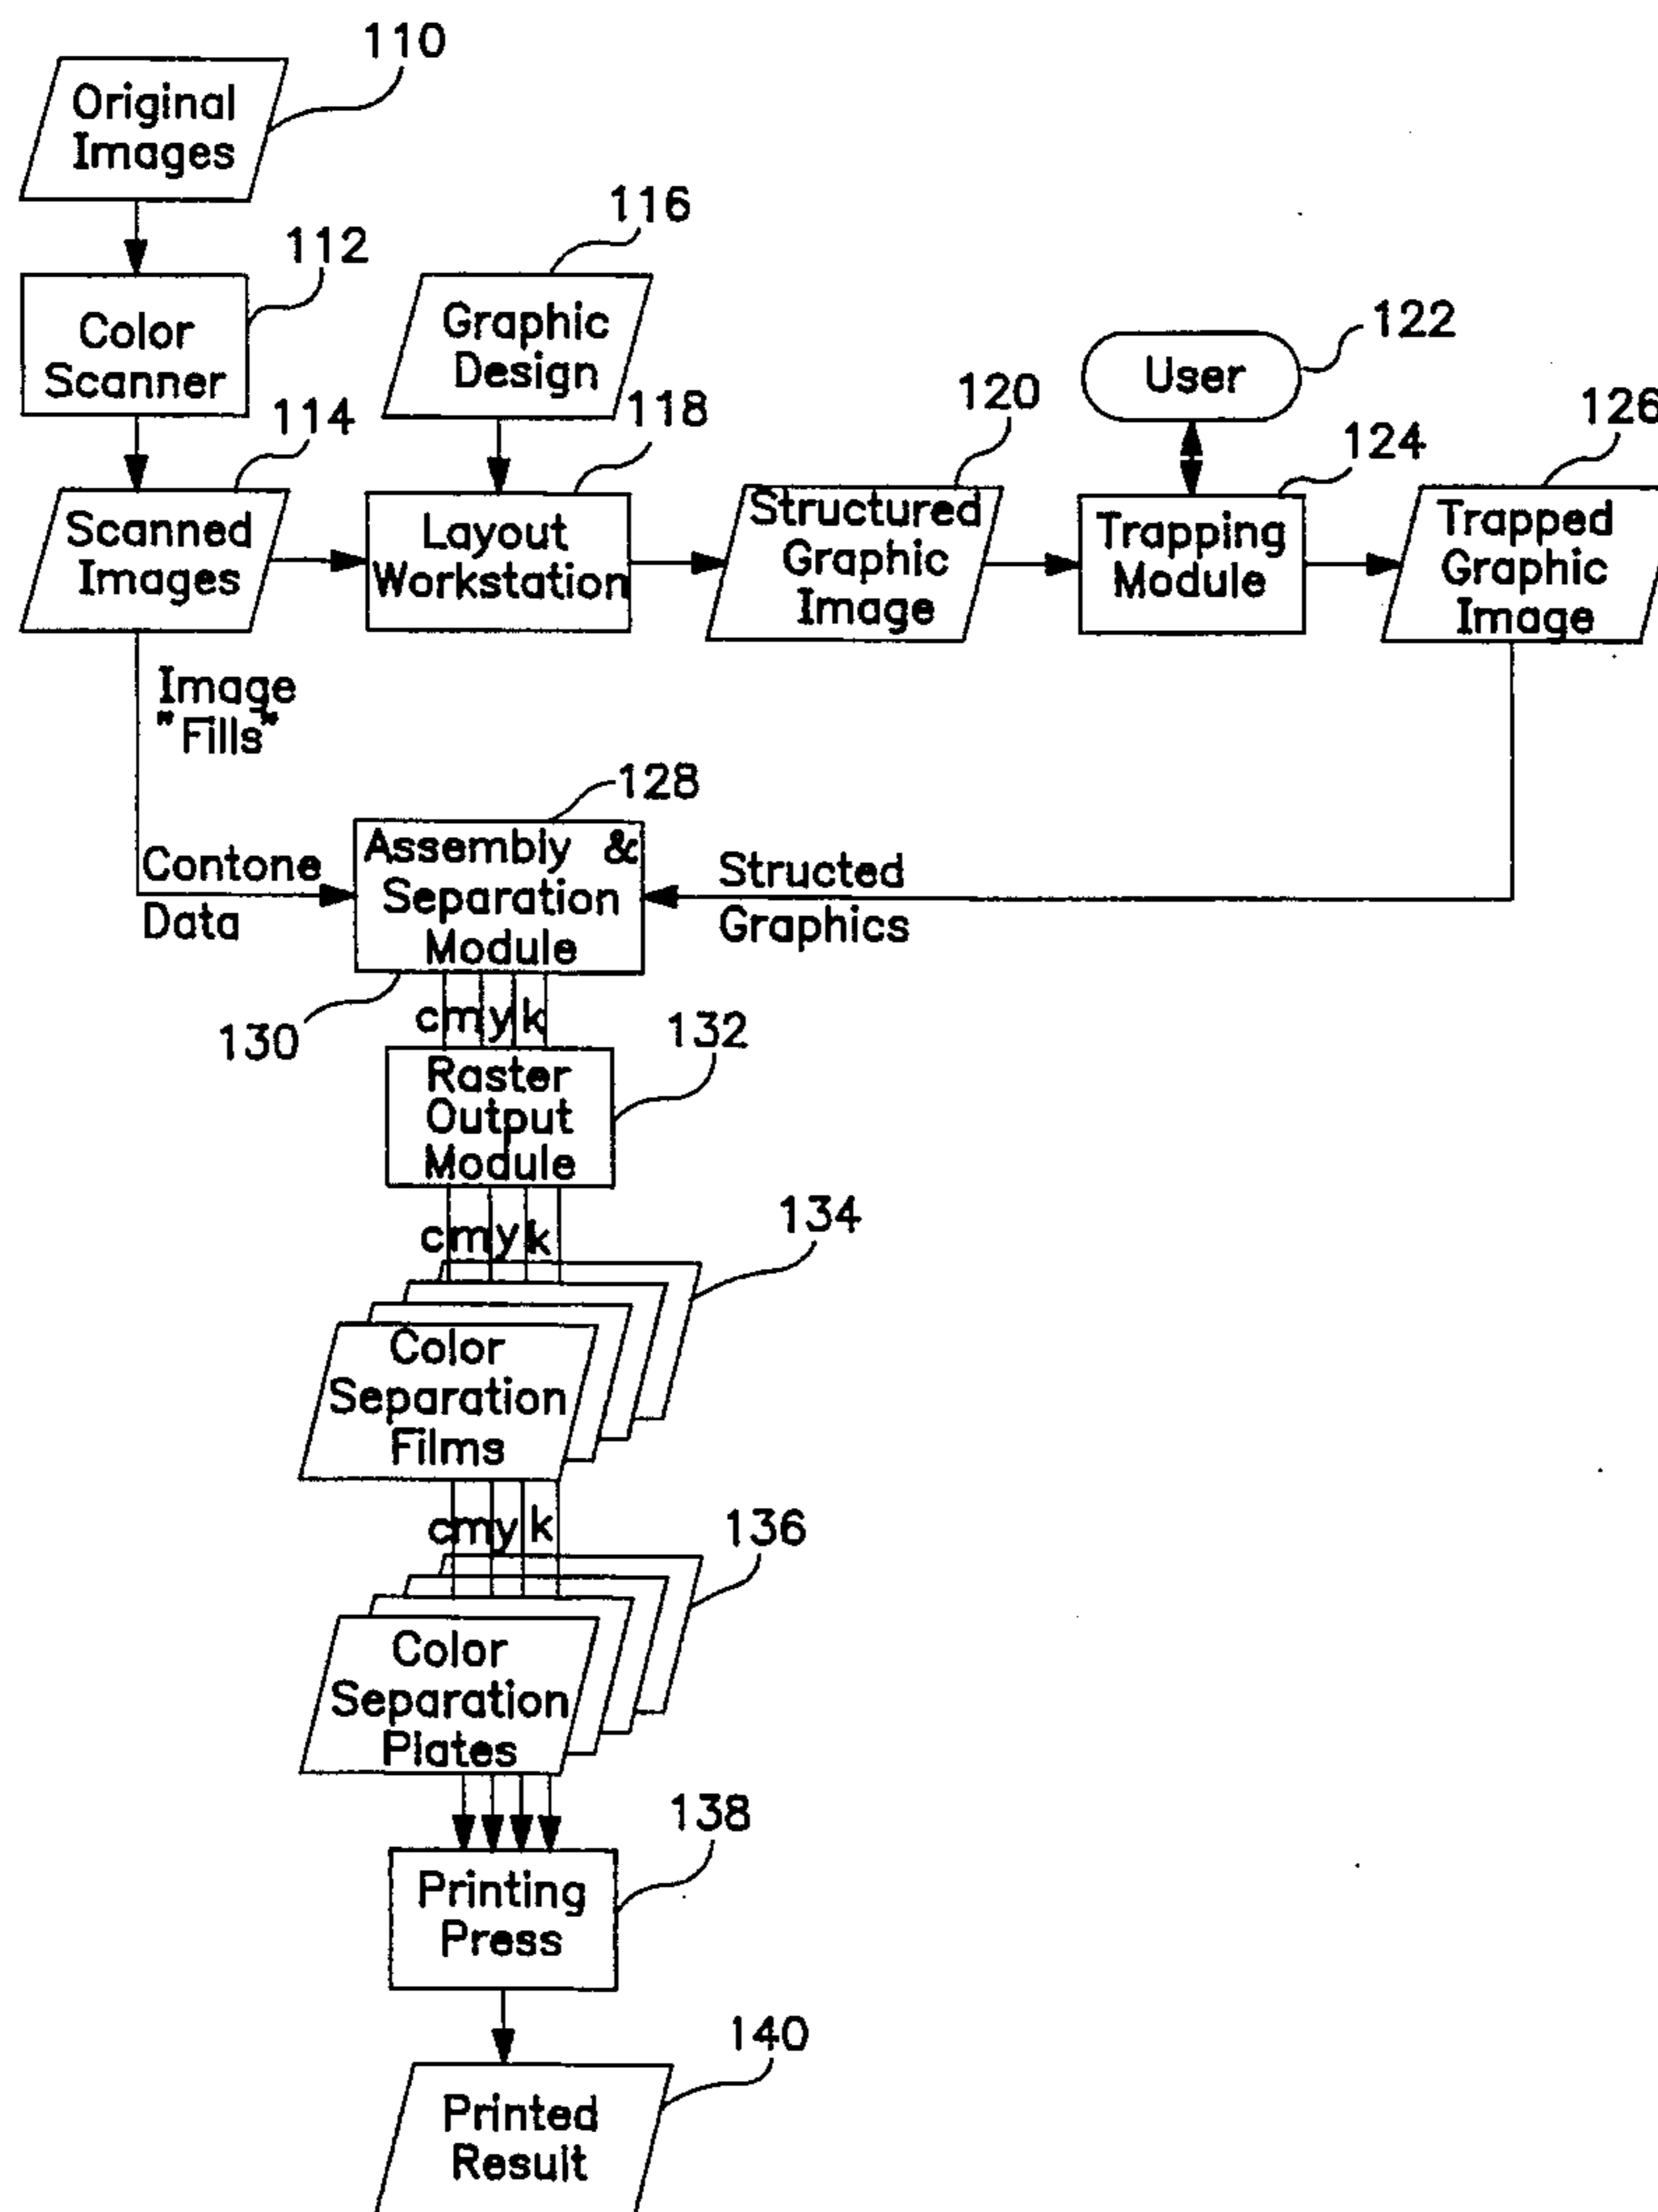 110
Original
Images
112
Color
Scanner
116
Graphic
Design
114
Scanned
Images
118
Layout
Workstation
120
Structured
Graphic
Image
122
User
124
Trapping
Module
126
Trapped
Graphic
Image
Image
"Fills"
Contone
Data
128
Assembly &
Separation
Module
Structed
Graphics
130
c m y k
132
Raster
Output
Module
c m y k
134
Color
Separation
Films
c m y k
136
Color
Separation
Plates
138
Printing
Press
140
Printed
Result